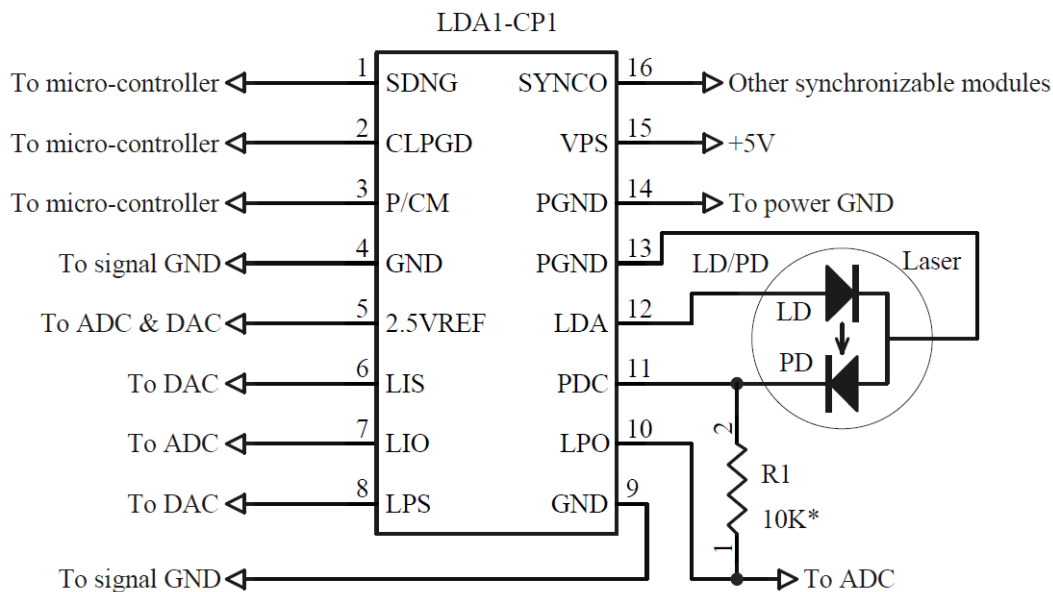 LDA1-CP1
To micro-controller 1 SDNG SYNCO 16 Other synchronizable modules
To micro-controller 2 CLPGD VPS 15 +5V
To micro-controller 3 P/CM PGND 14 To power GND
To signal GND 4 GND PGND 13 LD/PD Laser
To ADC & DAC 5 2.5VREF LDA 12 LD
To DAC 6 LIS PDC 11 PD
To ADC 7 LIO LPO 10 2
To DAC 8 LPS GND 9 R1
10K*
1
To signal GND To ADC